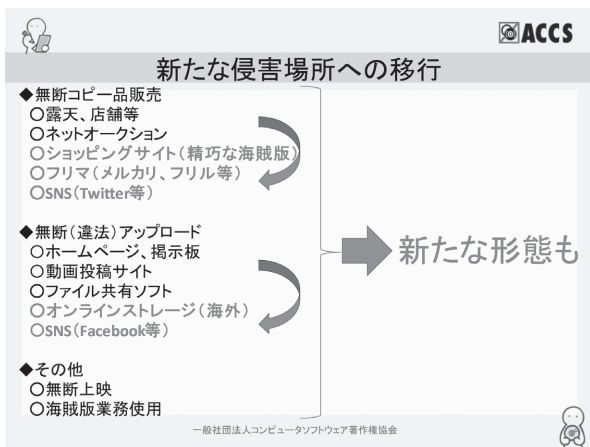 ACCS
新たな侵害場所への移行
◆無断コピー品販売
○露天、店舗等
○ネットオークション
○ショッピングサイト(精巧な海賊版)
○フリマ(メルカリ、フリル等)
○SNS(Twitter等)
◆無断(違法)アップロード
○ホームページ、掲示板
○動画投稿サイト
○ファイル共有ソフト
○オンラインストレージ(海外)
○SNS(Facebook等)
◆その他
○無断上映
○海賊版業務使用
新たな形態も
一般社団法人コンピュータソフトウェア著作権協会